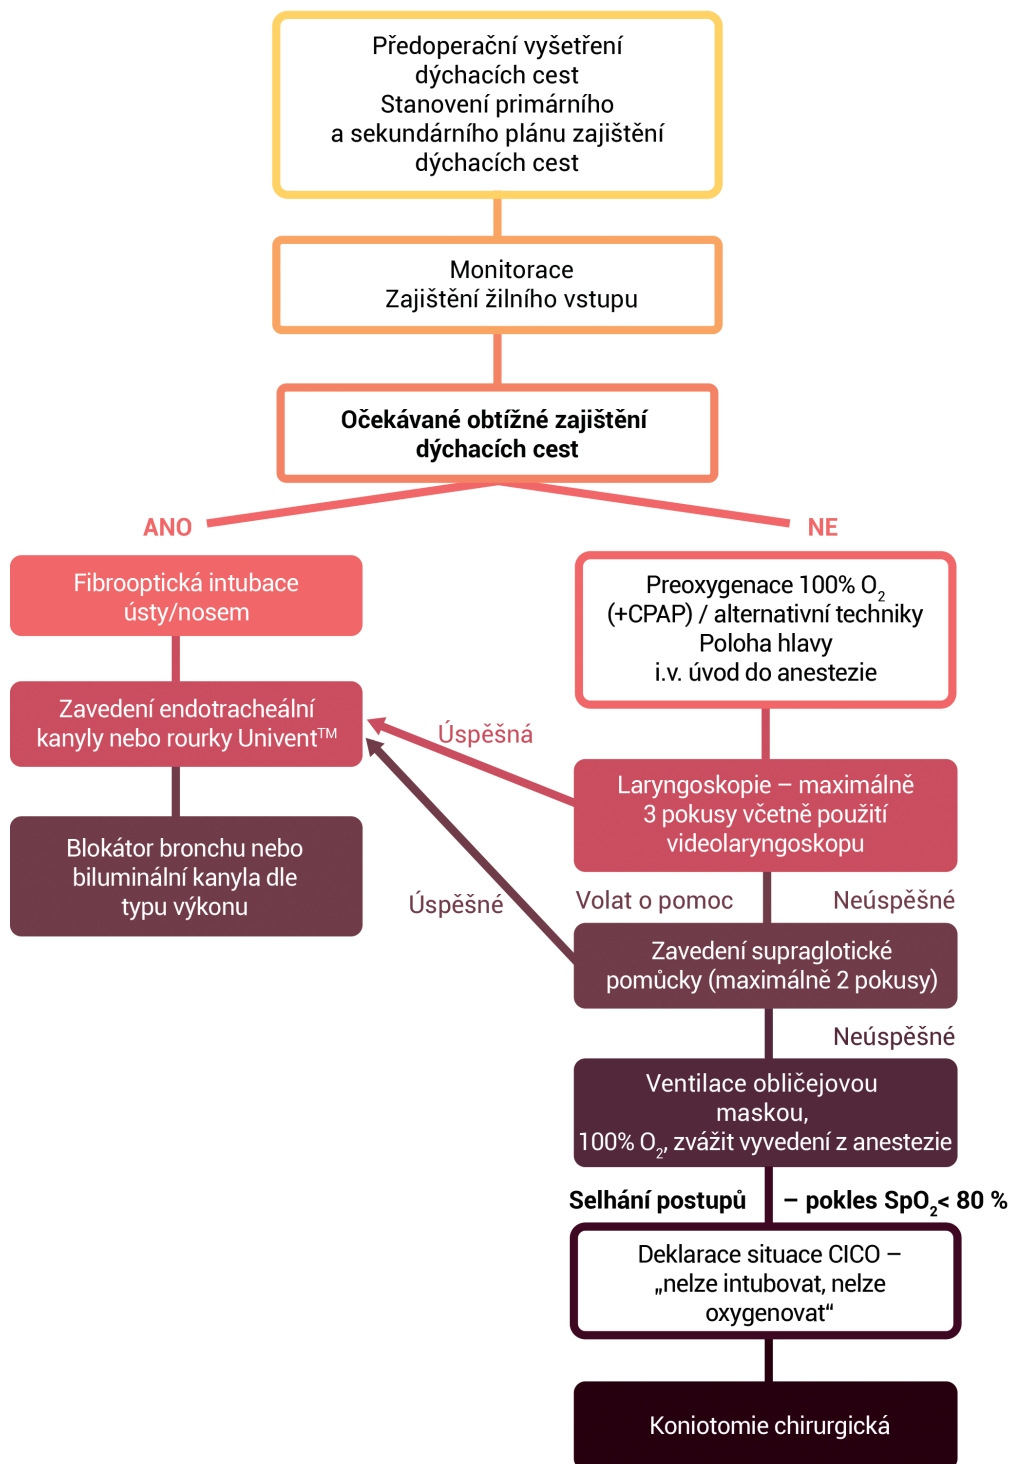 Předoperační vyšetření
dýchacích cest
Stanovení primárního
a sekundárního plánu zajištění
dýchacích cest
Monitorace
Zajištění žilního vstupu
Očekávané obtížné zajištění
dýchacích cest
ANO
NE
Fibrooptická intubace
ústy/nosem
Preoxygenace 100% O₂
(+CPAP) / alternativní techniky
Poloha hlavy
i.v. úvod do anestezie
Zavedení endotracheální
kanyly nebo rourky Univent™
Úspěšná
Laryngoskopie – maximálně
3 pokusy včetně použití
videolaryngoskopu
Blokátor bronchu nebo
biluminální kanyla dle
typu výkonu
Úspěšné
Volat o pomoc
Neúspěšné
Zavedení supraglotické
pomůcky (maximálně 2 pokusy)
Neúspěšné
Ventilace obličejovou
maskou,
100% O₂, zvážit vyvedení z anestezie
Selhání postupů – pokles SpO₂< 80 %
Deklarace situace CICO –
„nelze intubovat, nelze
oxygenovat“
Koniotomie chirurgická